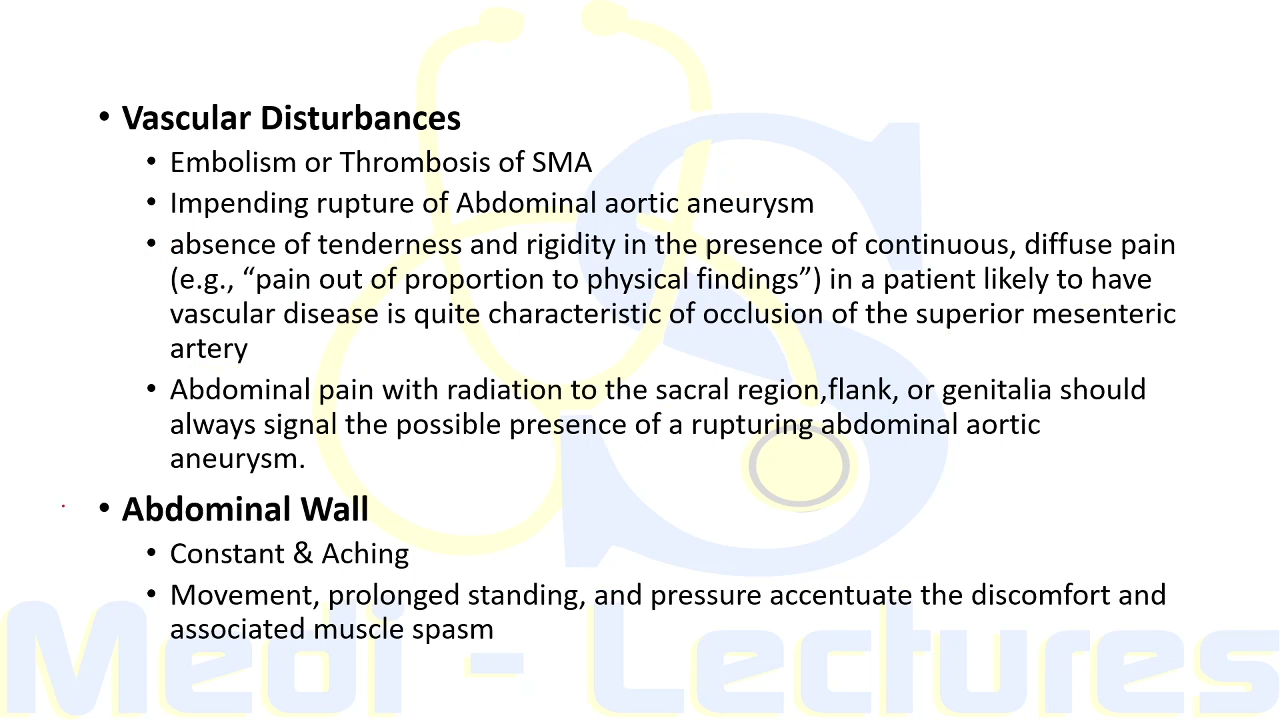 • Vascular Disturbances
• Embolism or Thrombosis of SMA
• Impending rupture of Abdominal aortic aneurysm
• absence of tenderness and rigidity in the presence of continuous, diffuse pain
(e.g., “pain out of proportion to physical findings”) in a patient likely to have
vascular disease is quite characteristic of occlusion of the superior mesenteric
artery
• Abdominal pain with radiation to the sacral region,flank, or genitalia should
always signal the possible presence of a rupturing abdominal aortic
aneurysm.
• Abdominal Wall
• Constant & Aching
• Movement, prolonged standing, and pressure accentuate the discomfort and
associated muscle spasm
S
Medi - Lectures